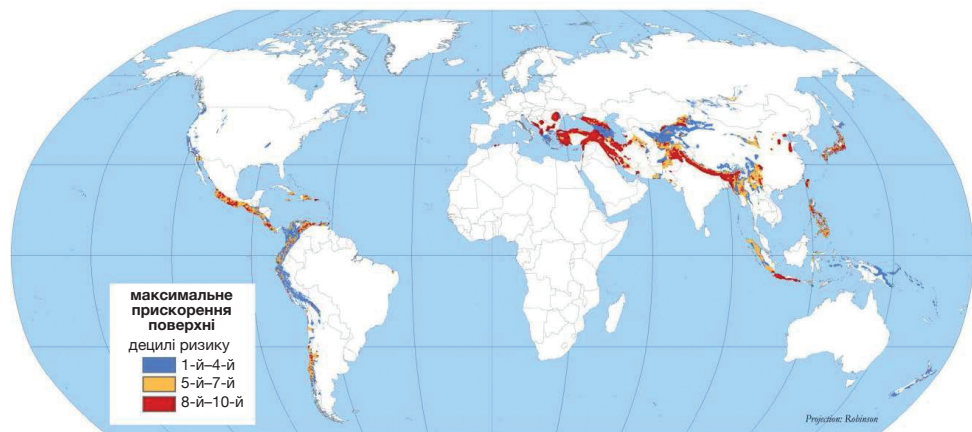 максимальне
прискорення
поверхні
децилі ризику
1-й–4-й
5-й–7-й
8-й–10-й
Projection: Robinson